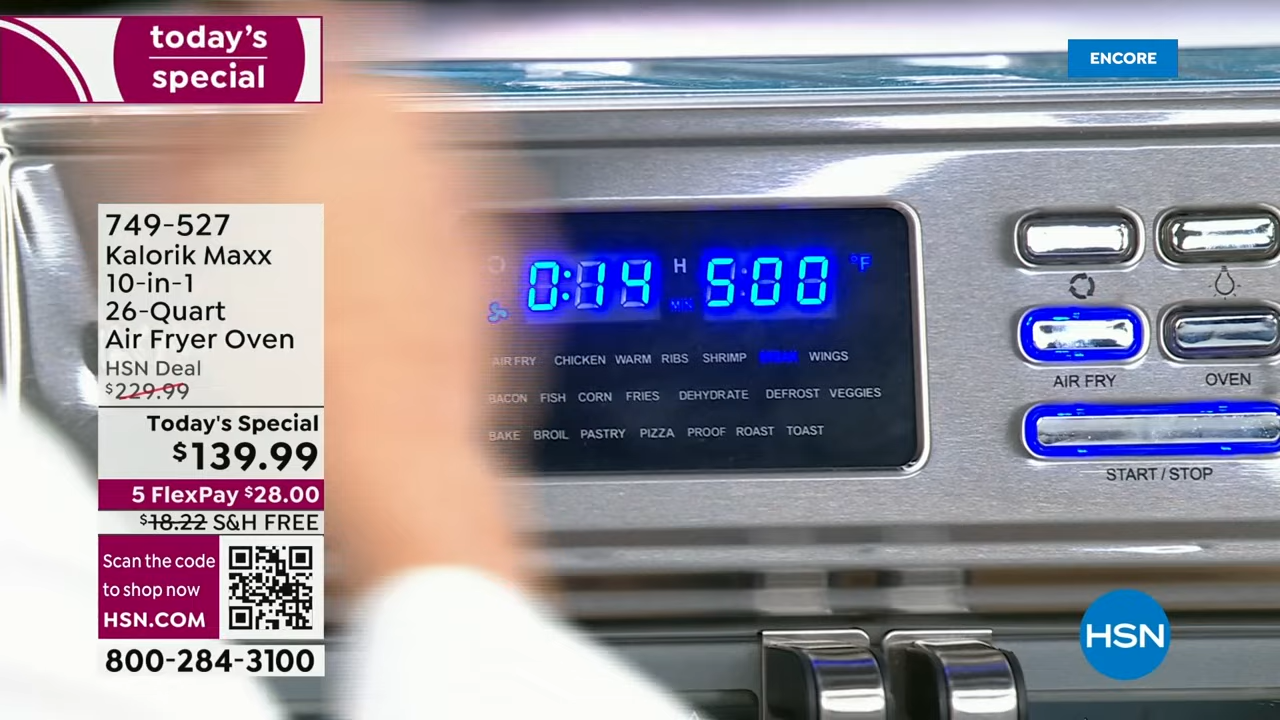 today's
special
ENCORE
749-527
Kalorik Maxx
10-in-1
26-Quart
Air Fryer Oven
HSN Deal
$229.99
Today's Special
$139.99
5 FlexPay $28.00
$18.22 S&H FREE
Scan the code
to shop now
HSN.COM
800-284-3100
0:14 H 500 °F
MIN
AIR FRY CHICKEN WARM RIBS SHRIMP WINGS
BACON FISH CORN FRIES DEHYDRATE DEFROST VEGGIES
BAKE BROIL PASTRY PIZZA PROOF ROAST TOAST
AIR FRY OVEN
START / STOP
HSN